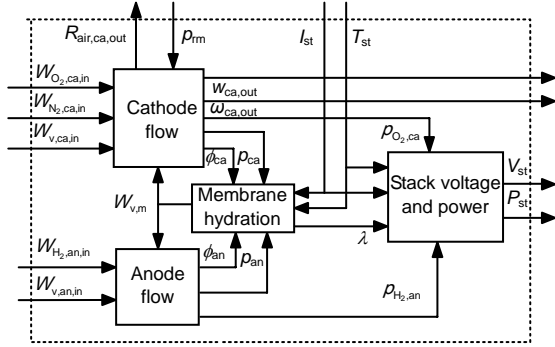 R_air,ca,out
p_rm
I_st
T_st
W_O₂,ca,in
W_N₂,ca,in
W_v,ca,in
Cathode
flow
w_ca,out
ω_ca,out
p_O₂,ca
V_st
P_st
ϕ_ca
p_ca
Stack voltage
and power
W_v,m
Membrane
hydration
λ
W_H₂,an,in
W_v,an,in
Anode
flow
ϕ_an
p_an
p_H₂,an